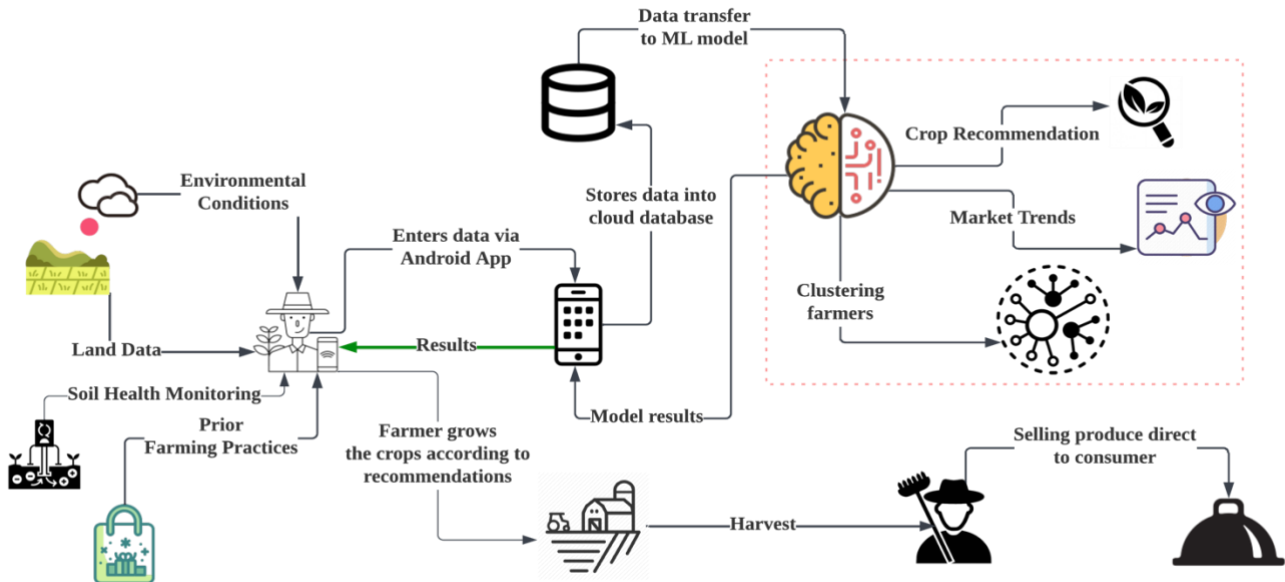 Data transfer
to ML model
Crop Recommendation
Environmental
Conditions
Stores data into
cloud database
Market Trends
Enters data via
Android App
Clustering
farmers
Land Data
Results
Soil Health Monitoring
Model results
Prior
Farming Practices
Farmer grows
the crops according to
recommendations
Selling produce direct
to consumer
Harvest